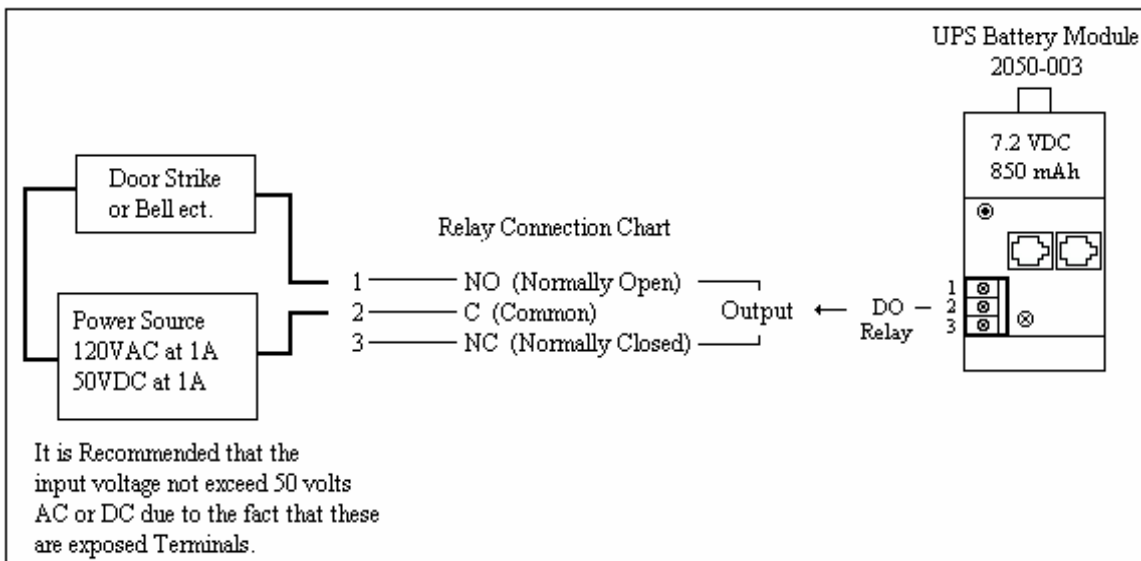 UPS Battery Module
2050-003
7.2 VDC
850 mAh
Door Strike
or Bell ect.
Relay Connection Chart
1 NO (Normally Open)
2 C (Common)
3 NC (Normally Closed)
Output
DO
Relay
1
2
3
Power Source
120VAC at 1A
50VDC at 1A
It is Recommended that the
input voltage not exceed 50 volts
AC or DC due to the fact that these
are exposed Terminals.